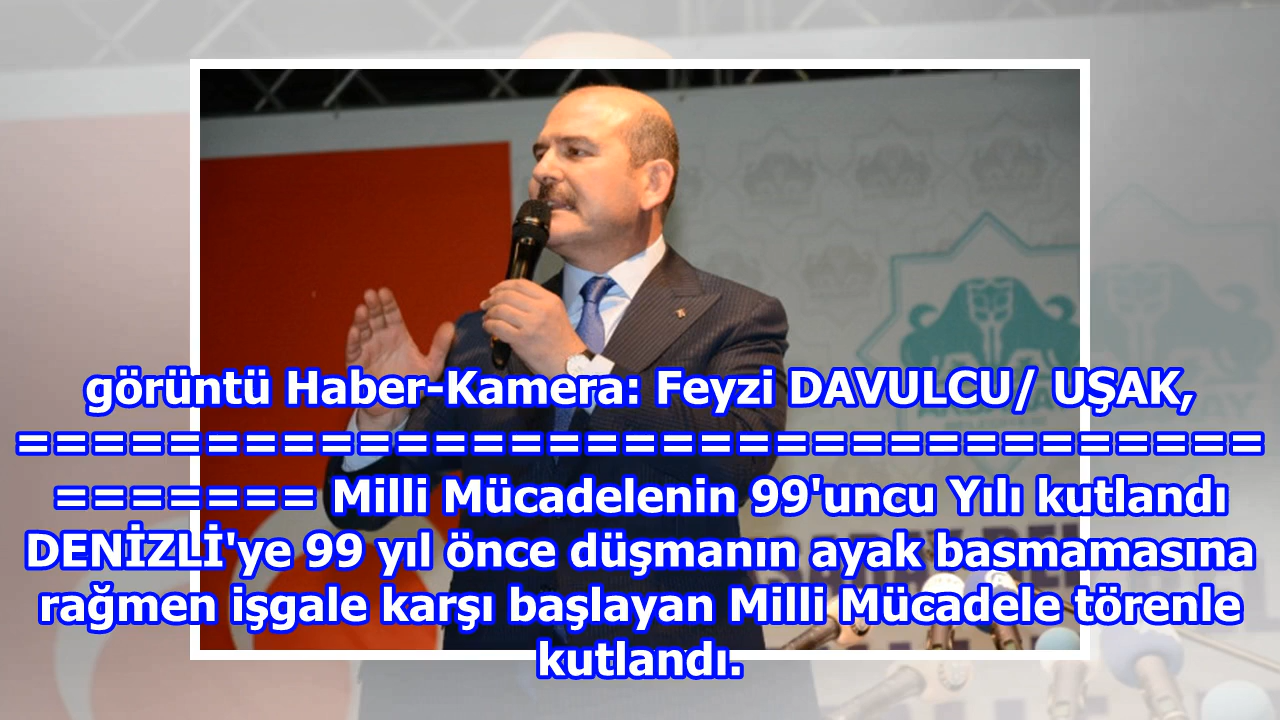 görüntü Haber-Kamera: Feyzi DAVULCU/ UŞAK,
=================================
======= Milli Mücadelenin 99'uncu Yılı kutlandı
DENİZLİ'ye 99 yıl önce düşmanın ayak basmamasına
rağmen işgale karşı başlayan Milli Mücadele törenle
kutlandı.